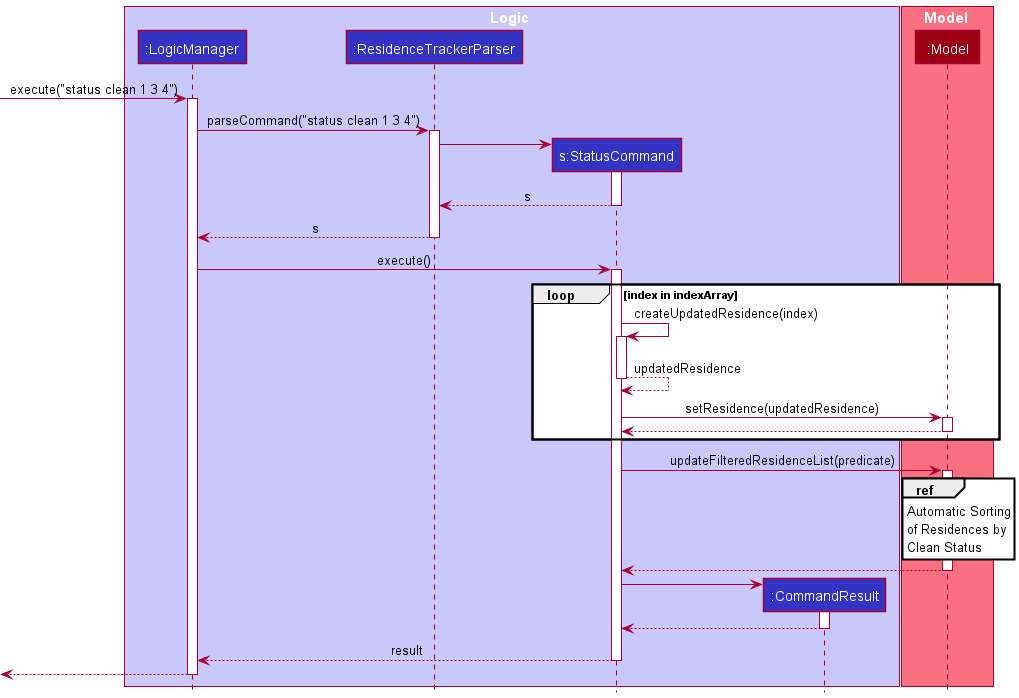 Logic
Model
:LogicManager
:ResidenceTrackerParser
:Model
execute("status clean 1 3 4")
parseCommand("status clean 1 3 4")
s:StatusCommand
s
s
execute()
loop
[index in indexArray]
createUpdatedResidence(index)
updatedResidence
setResidence(updatedResidence)
updateFilteredResidenceList(predicate)
ref
Automatic Sorting
of Residences by
Clean Status
:CommandResult
result